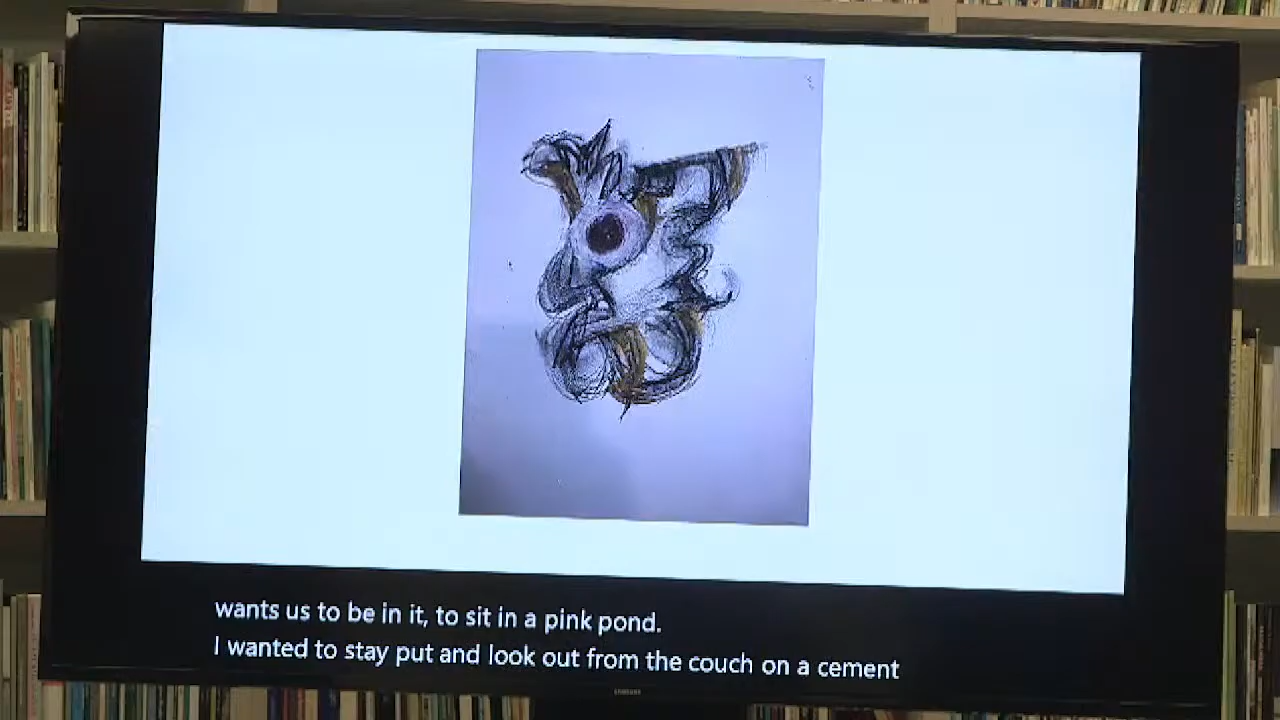 wants us to be in it, to sit in a pink pond.
I wanted to stay put and look out from the couch on a cement
SAMSUNG